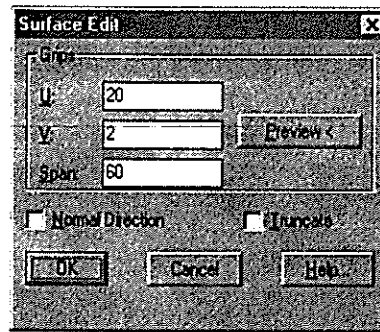 Surface Edit
Grips
U: 20
V: 2
Preview <
Span: 60
Normal Direction
Truncate
OK
Cancel
Help...